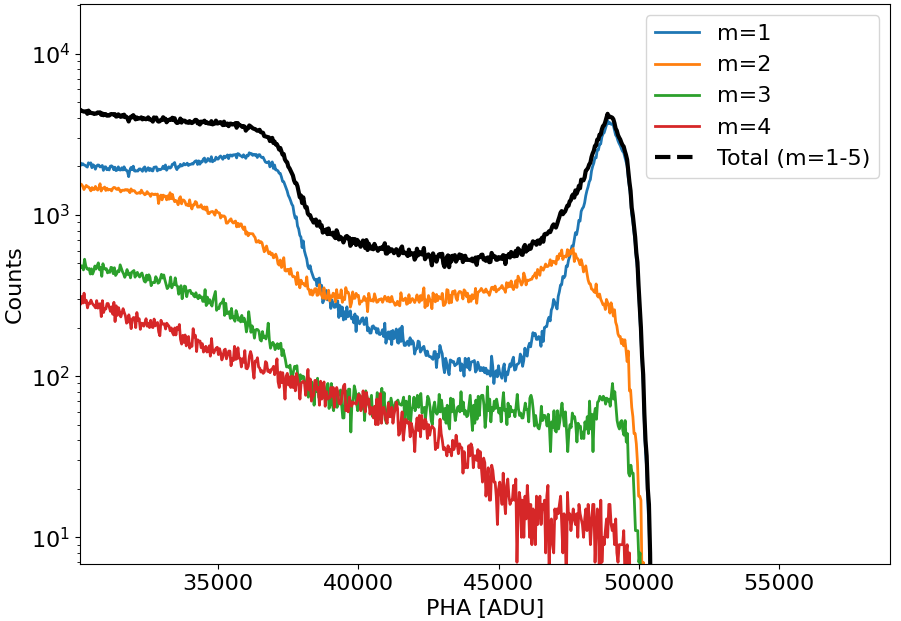 m=1
m=2
m=3
m=4
Total (m=1-5)
Counts
10⁴
10³
10²
10¹
35000 40000 45000 50000 55000
PHA [ADU]